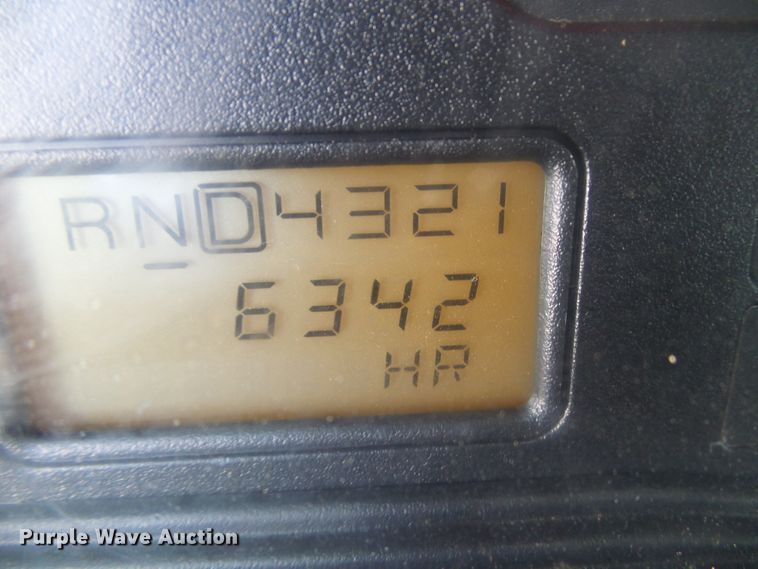 RND4321
6342
HR
Purple Wave Auction®